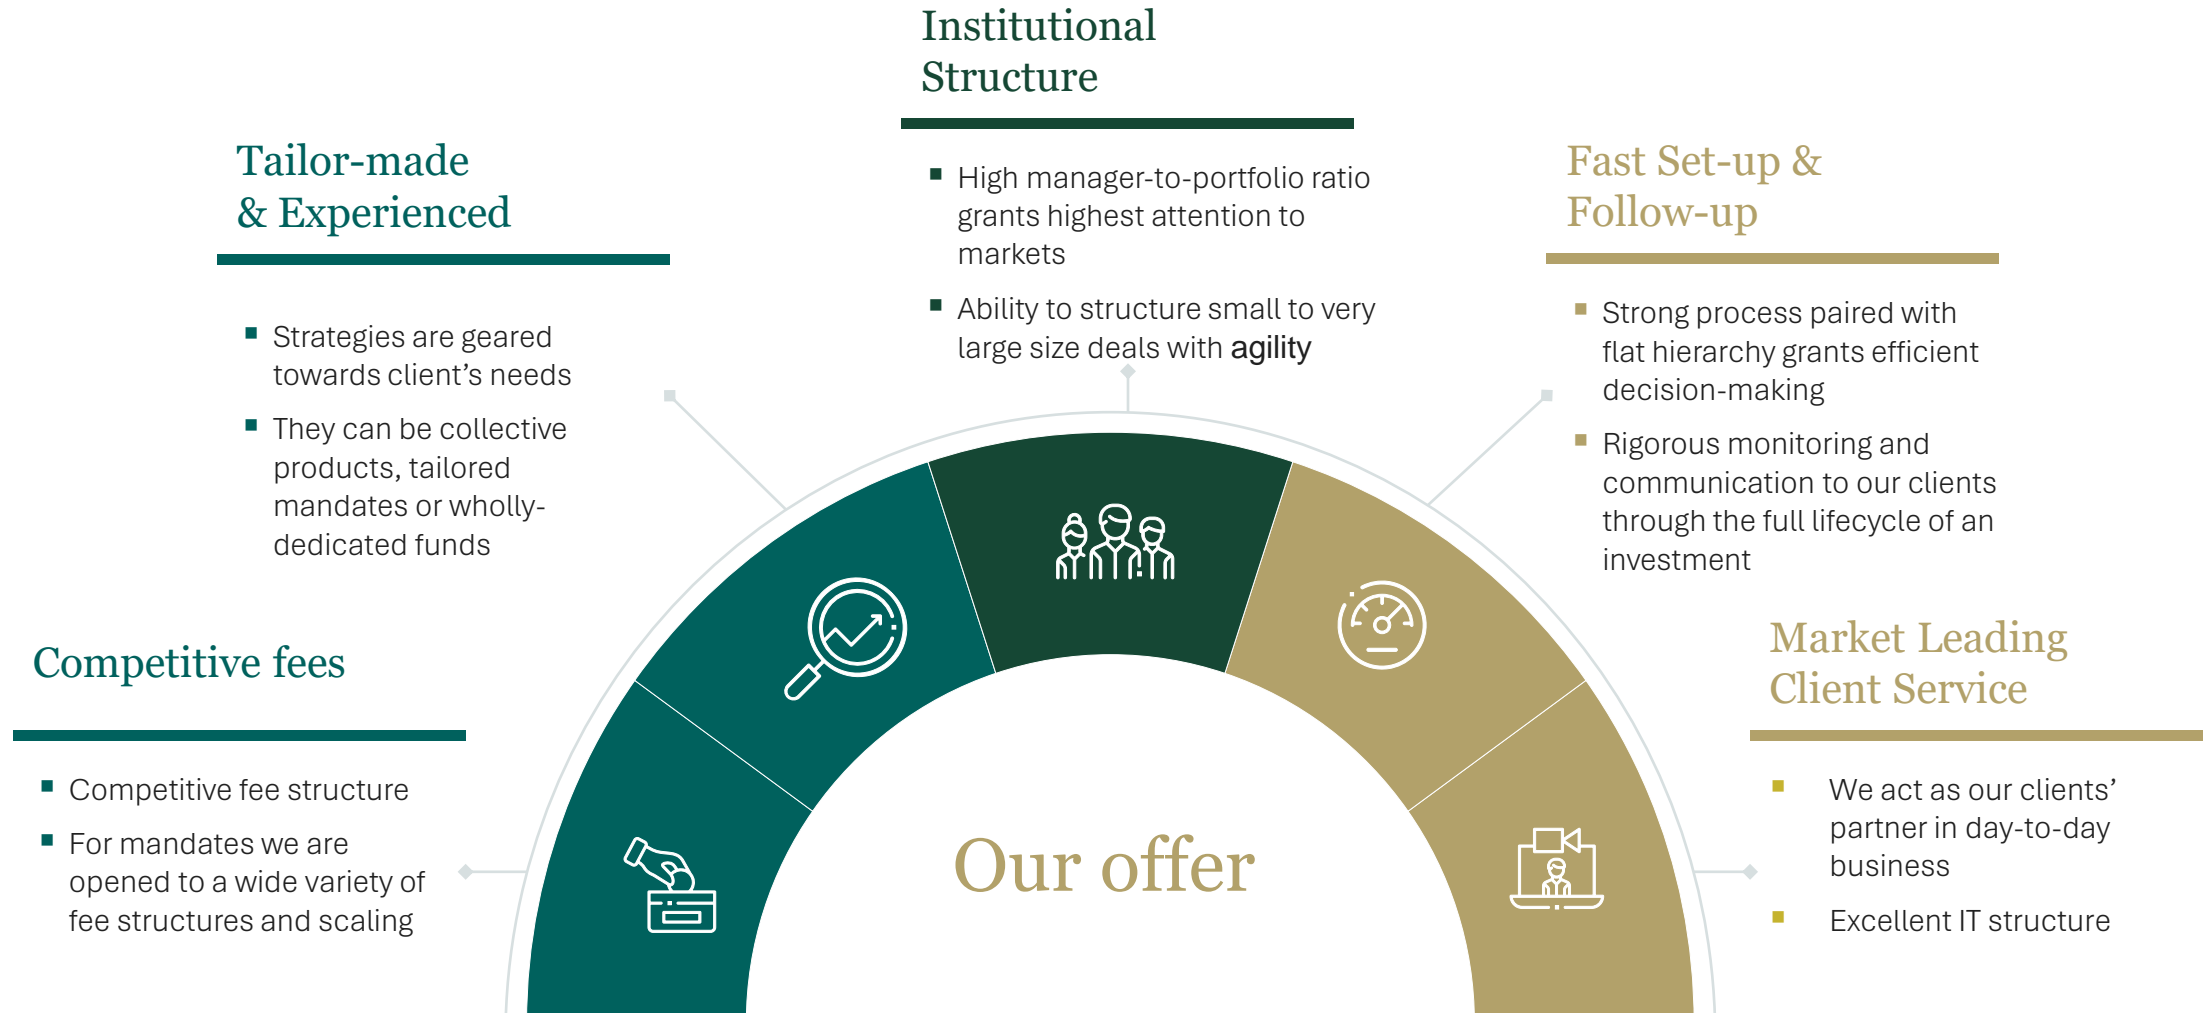 Institutional
Structure
High manager-to-portfolio ratio
grants highest attention to
markets
Ability to structure small to very
large size deals with agility
Tailor-made
& Experienced
Strategies are geared
towards client’s needs
They can be collective
products, tailored
mandates or wholly-
dedicated funds
Fast Set-up &
Follow-up
Strong process paired with
flat hierarchy grants efficient
decision-making
Rigorous monitoring and
communication to our clients
through the full lifecycle of an
investment
Competitive fees
Competitive fee structure
For mandates we are
opened to a wide variety of
fee structures and scaling
Our offer
Market Leading
Client Service
We act as our clients’
partner in day-to-day
business
Excellent IT structure